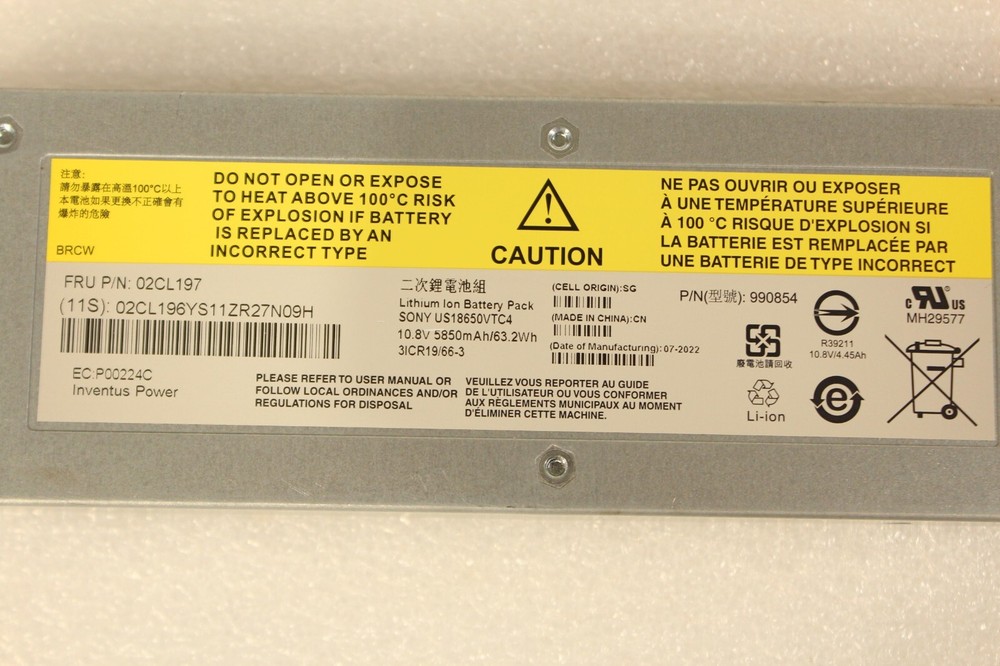 注意:
請勿暴露在高溫100°C以上
本電池如果更換不正確會有
爆炸的危險
BRCW
DO NOT OPEN OR EXPOSE
TO HEAT ABOVE 100°C RISK
OF EXPLOSION IF BATTERY
IS REPLACED BY AN
INCORRECT TYPE
CAUTION
NE PAS OUVRIR OU EXPOSER
À UNE TEMPÉRATURE SUPÉRIEURE
À 100 °C RISQUE D'EXPLOSION SI
LA BATTERIE EST REMPLACÉE PAR
UNE BATTERIE DE TYPE INCORRECT
FRU P/N: 02CL197
(11S): 02CL196YS11ZR27N09H
EC:P00224C
Inventus Power
二次鋰電池組
Lithium Ion Battery Pack
SONY US18650VTC4
10.8V 5850mAh/63.2Wh
3ICR19/66-3
(CELL ORIGIN):SG
(MADE IN CHINA):CN
(Date of Manufacturing):07-2022
PLEASE REFER TO USER MANUAL OR
FOLLOW LOCAL ORDINANCES AND/OR
REGULATIONS FOR DISPOSAL
VEUILLEZ VOUS REPORTER AU GUIDE
DE L'UTILISATEUR OU VOUS CONFORMER
AUX RÈGLEMENTS MUNICIPAUX AU MOMENT
D'ÉLIMINER CETTE MACHINE.
P/N(型號): 990854
廢電池請回收
Li-ion
R39211
10.8V/4.45Ah
c RU US
MH29577